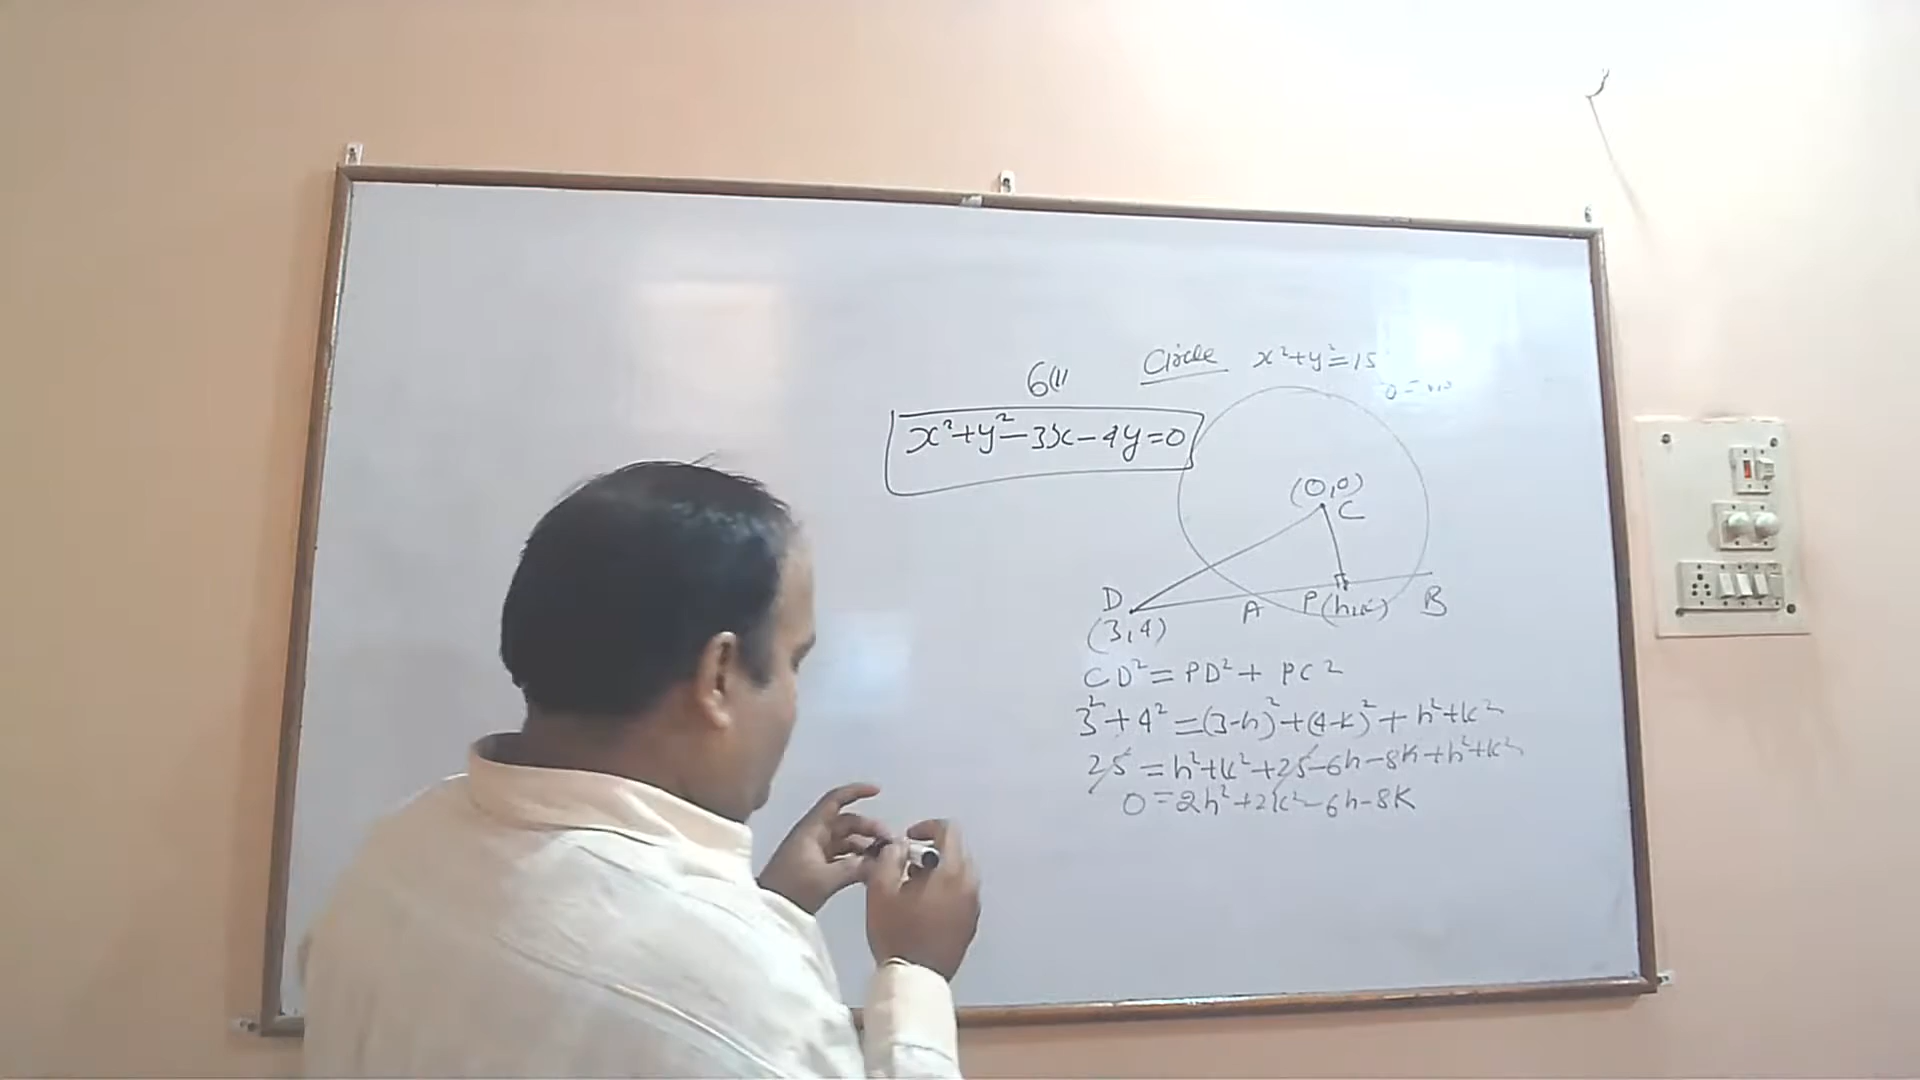 6(ii
Circle x²+y²=15
x²+y²-3x-4y=0
(0,0)
C
D
A P(h,k) B
(3,4)
CD²=PD²+PC²
3²+4²=(3-h)²+(4-k)²+h²+k²
25=h²+k²+25-6h-8k+h²+k²
0=2h²+2k²-6h-8k